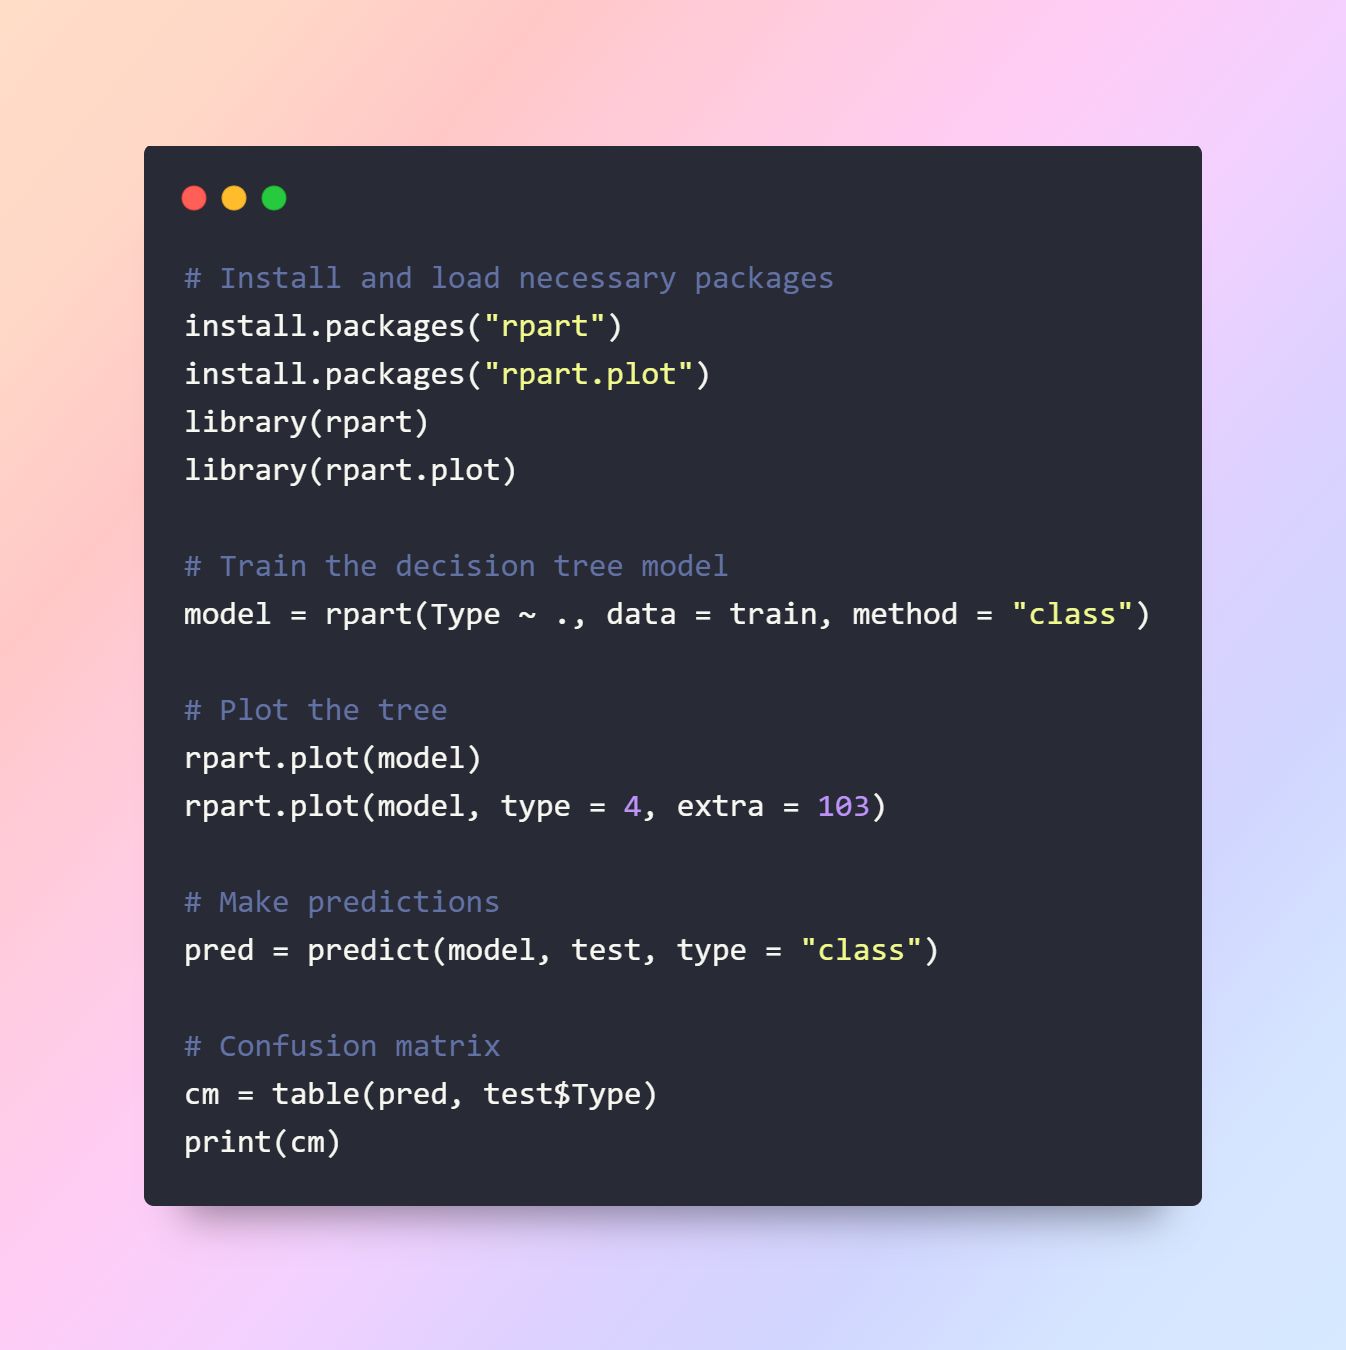 # Install and load necessary packages
install.packages("rpart")
install.packages("rpart.plot")
library(rpart)
library(rpart.plot)
# Train the decision tree model
model = rpart(Type ~ ., data = train, method = "class")
# Plot the tree
rpart.plot(model)
rpart.plot(model, type = 4, extra = 103)
# Make predictions
pred = predict(model, test, type = "class")
# Confusion matrix
cm = table(pred, test$Type)
print(cm)